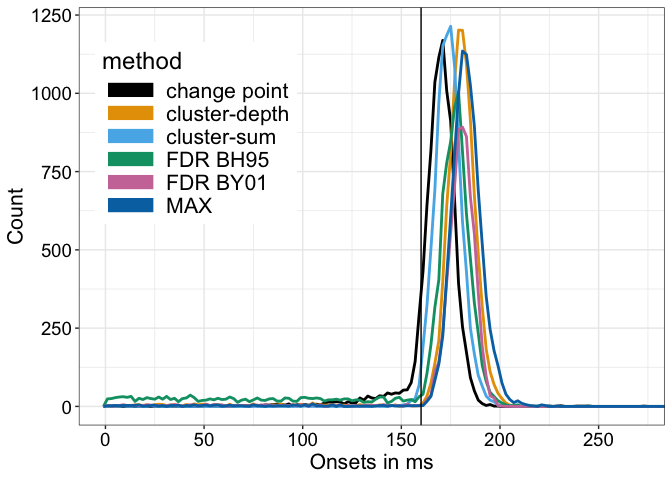 1250
1000
750
500
250
0
Count
method
change point
cluster-depth
cluster-sum
FDR BH95
FDR BY01
MAX
0 50 100 150 200 250
Onsets in ms